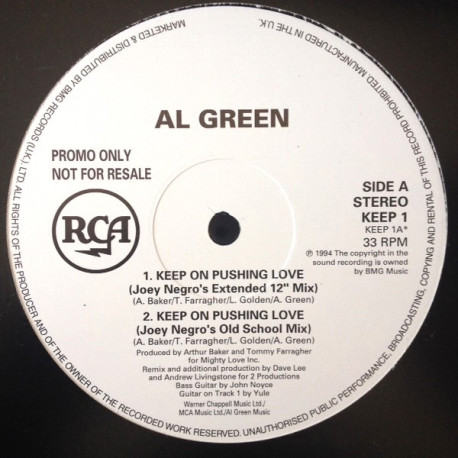 MARKETED & DISTRIBUTED BY BMG RECORDS (U.K.) LTD. ALL RIGHTS OF THE PRODUCER AND OF THE OWNER OF THE RECORDED WORK RESERVED. UNAUTHORISED PUBLIC PERFORMANCE, BROADCASTING, COPYING AND RENTAL OF THIS RECORD PROHIBITED. MANUFACTURED IN THE U.K.
AL GREEN
PROMO ONLY
NOT FOR RESALE
RCA
SIDE A
STEREO
KEEP 1
KEEP 1A*
33 RPM
℗ 1994 The copyright in the
sound recording is owned
by BMG Music
1. KEEP ON PUSHING LOVE
(Joey Negro's Extended 12" Mix)
(A. Baker/T. Farragher/L. Golden/A. Green)
2. KEEP ON PUSHING LOVE
(Joey Negro's Old School Mix)
(A. Baker/T. Farragher/L. Golden/A. Green)
Produced by Arthur Baker and Tommy Farragher
for Mighty Love Inc.
Remix and additional production by Dave Lee
and Andrew Livingstone for 2 Productions
Bass Guitar by John Noyce
Guitar on Track 1 by Yule
Warner Chappell Music Ltd./
MCA Music Ltd./Al Green Music